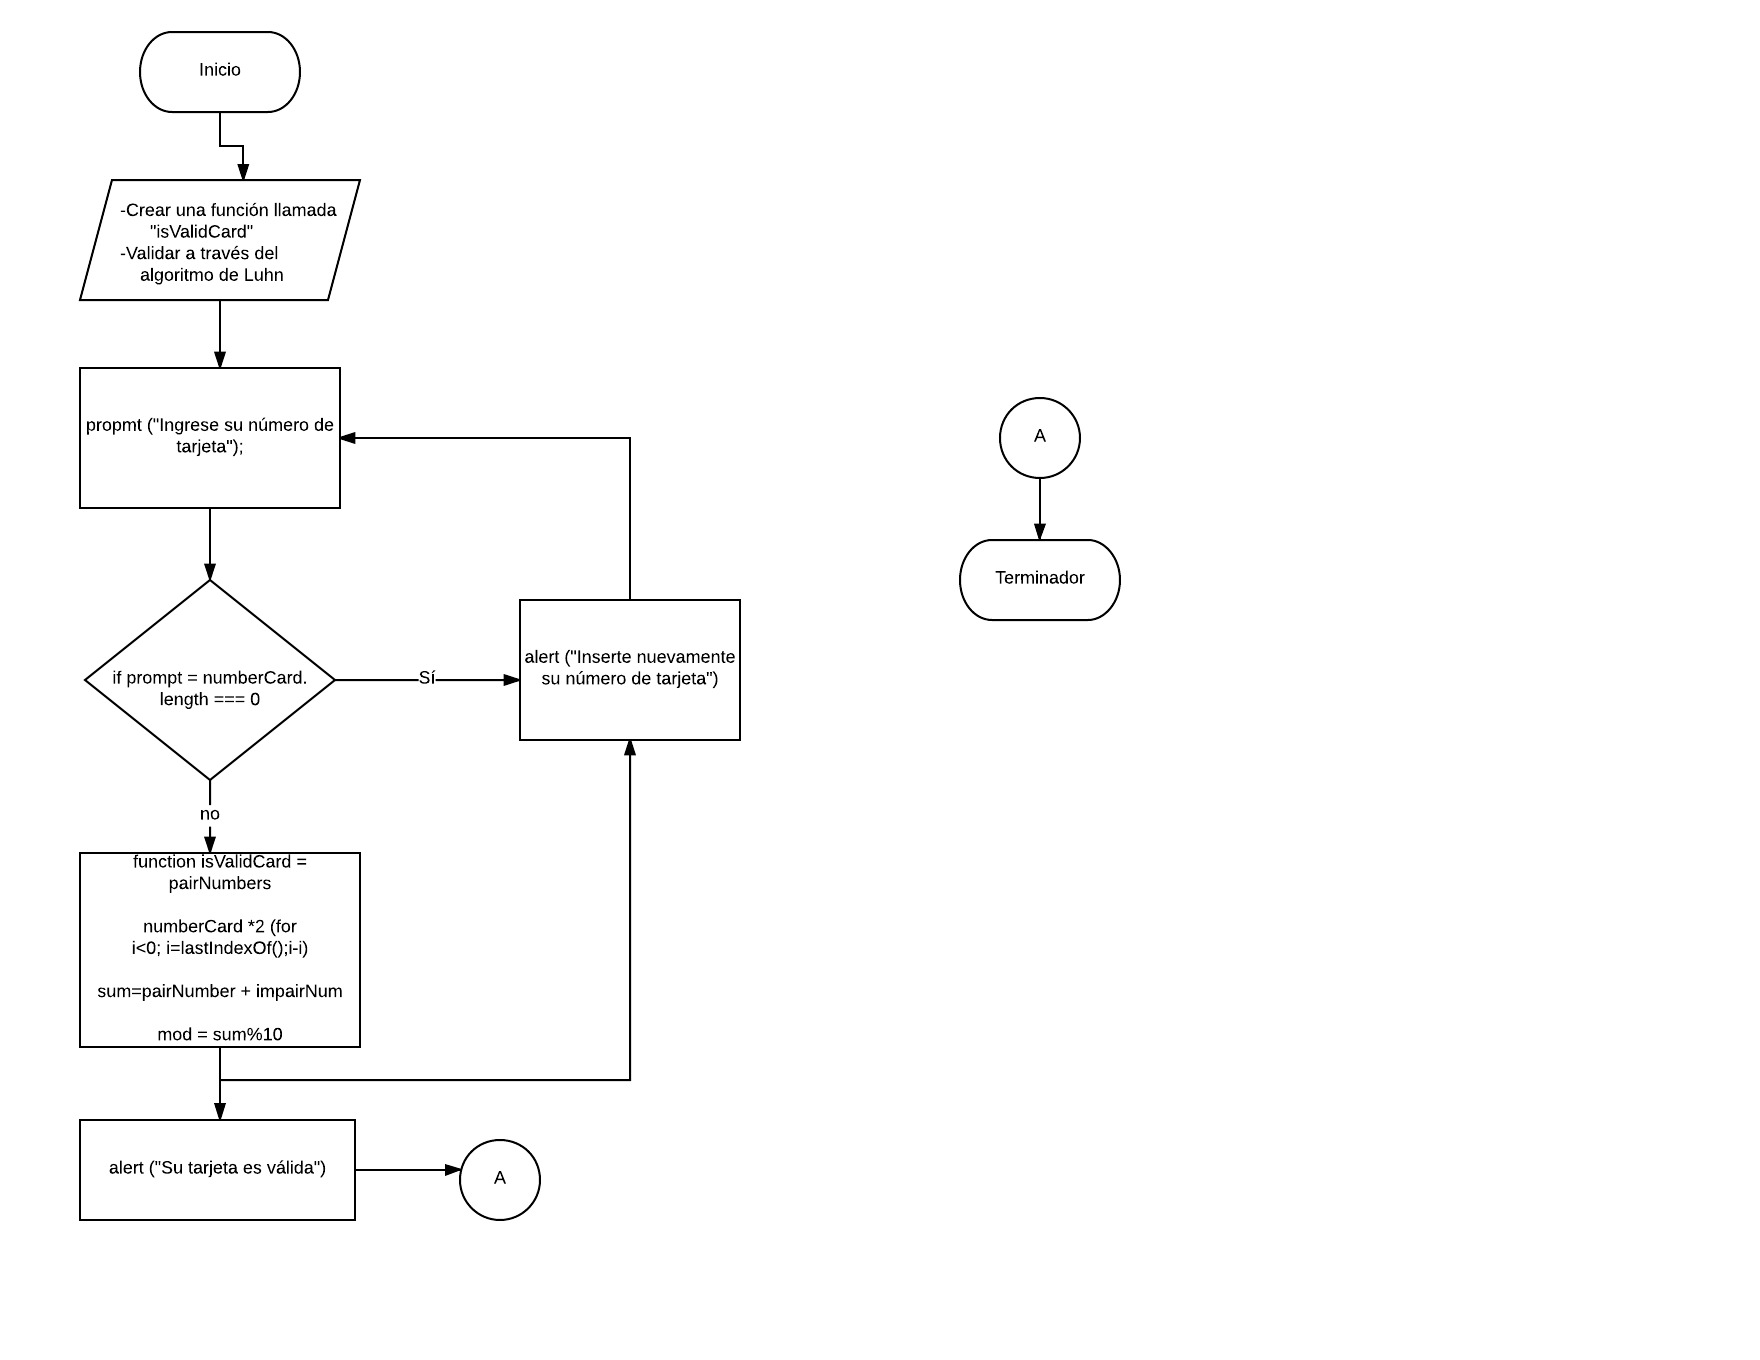 Inicio
-Crear una función llamada
"isValidCard"
-Validar a través del
algoritmo de Luhn
propmt ("Ingrese su número de
tarjeta");
if prompt = numberCard.
length === 0
Sí
alert ("Inserte nuevamente
su número de tarjeta")
no
function isValidCard =
pairNumbers
numberCard *2 (for
i<0; i=lastIndexOf();i-i)
sum=pairNumber + impairNum
mod = sum%10
alert ("Su tarjeta es válida")
A
A
Terminador